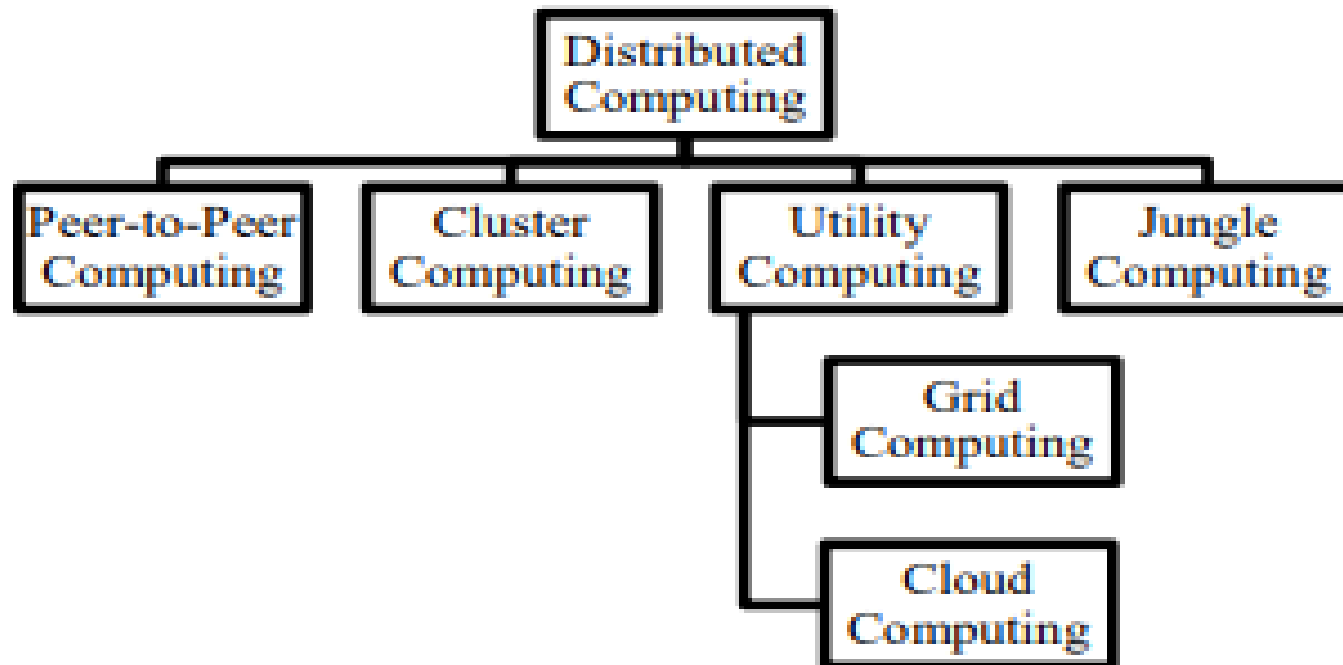 Distributed
Computing
Peer-to-Peer
Computing
Cluster
Computing
Utility
Computing
Jungle
Computing
Grid
Computing
Cloud
Computing